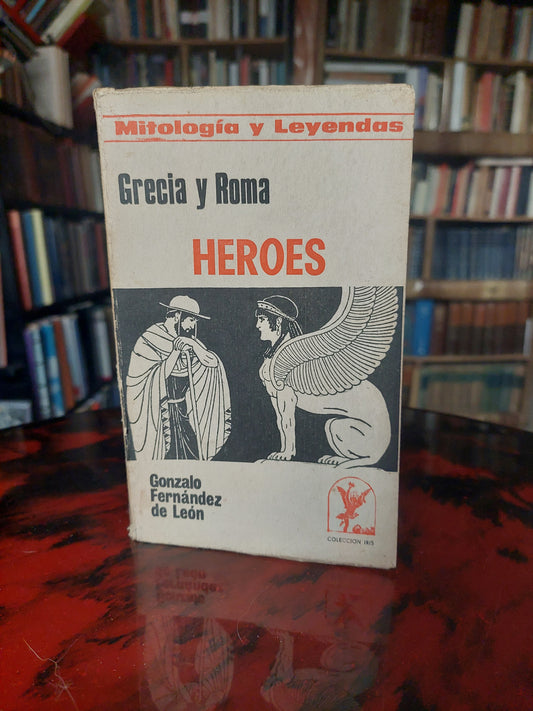 Mitología y Leyendas
Grecia y Roma
HEROES
Gonzalo
Fernández
de León
COLECCION IRIS